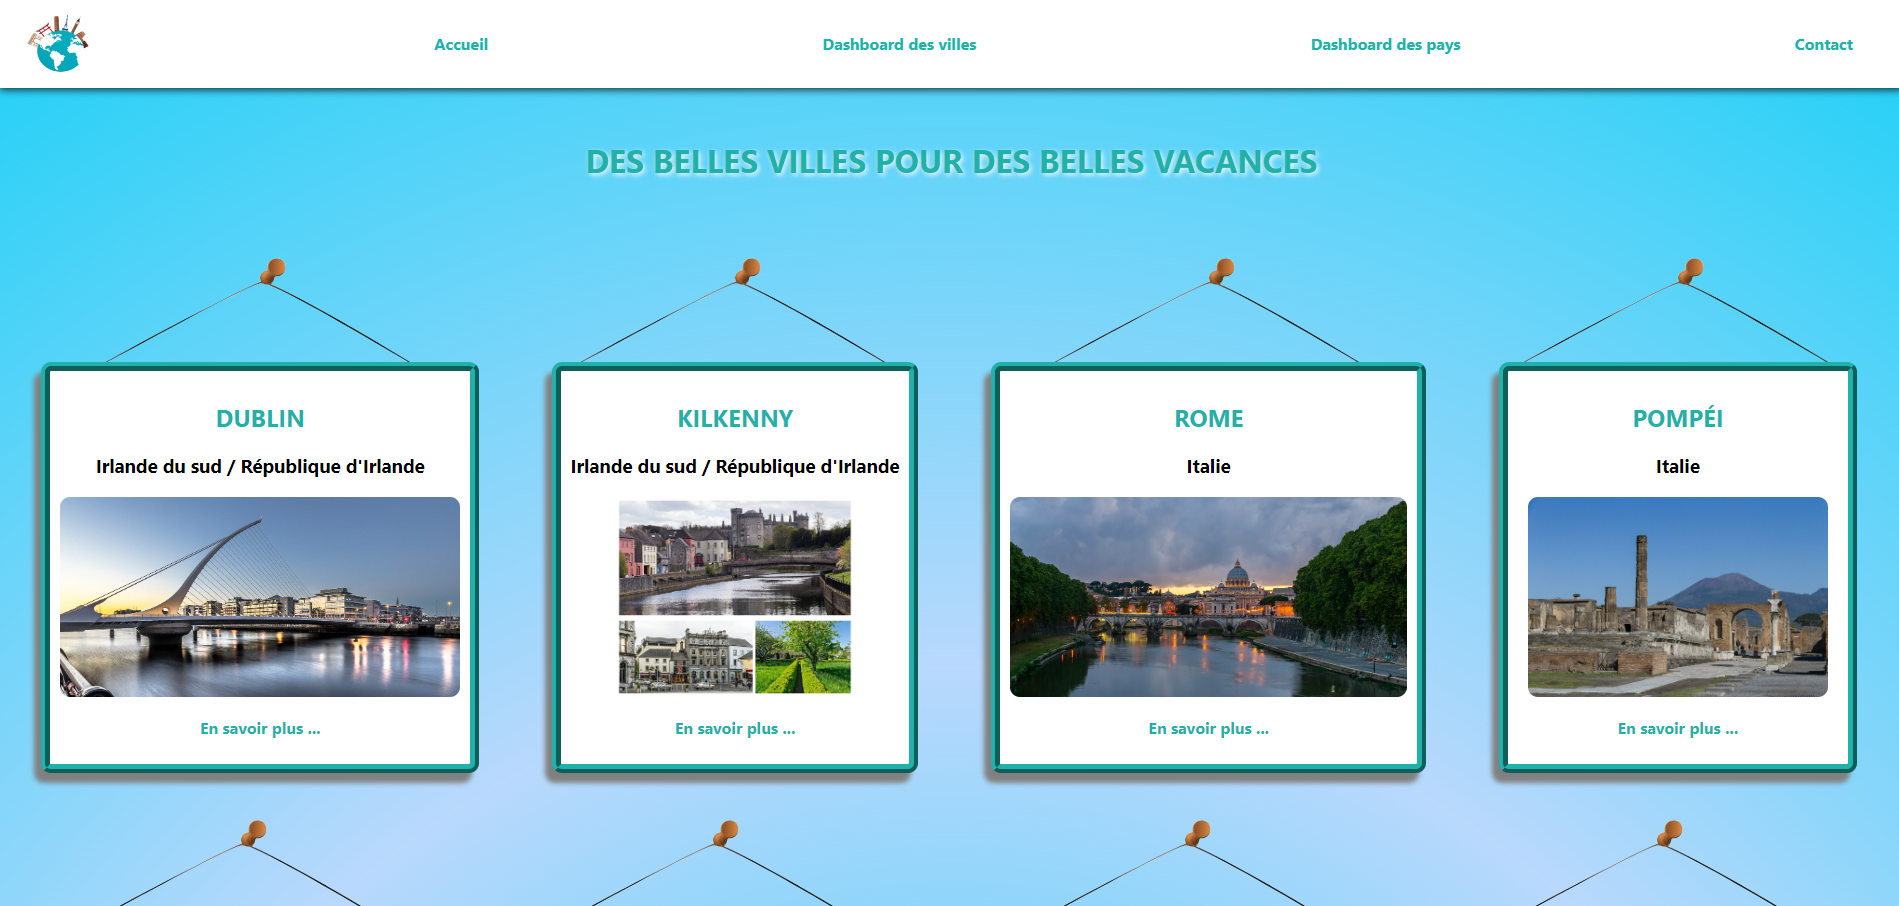 Accueil
Dashboard des villes
Dashboard des pays
Contact
DES BELLES VILLES POUR DES BELLES VACANCES
DUBLIN
Irlande du sud / République d'Irlande
En savoir plus ...
KILKENNY
Irlande du sud / République d'Irlande
En savoir plus ...
ROME
Italie
En savoir plus ...
POMPÉI
Italie
En savoir plus ...